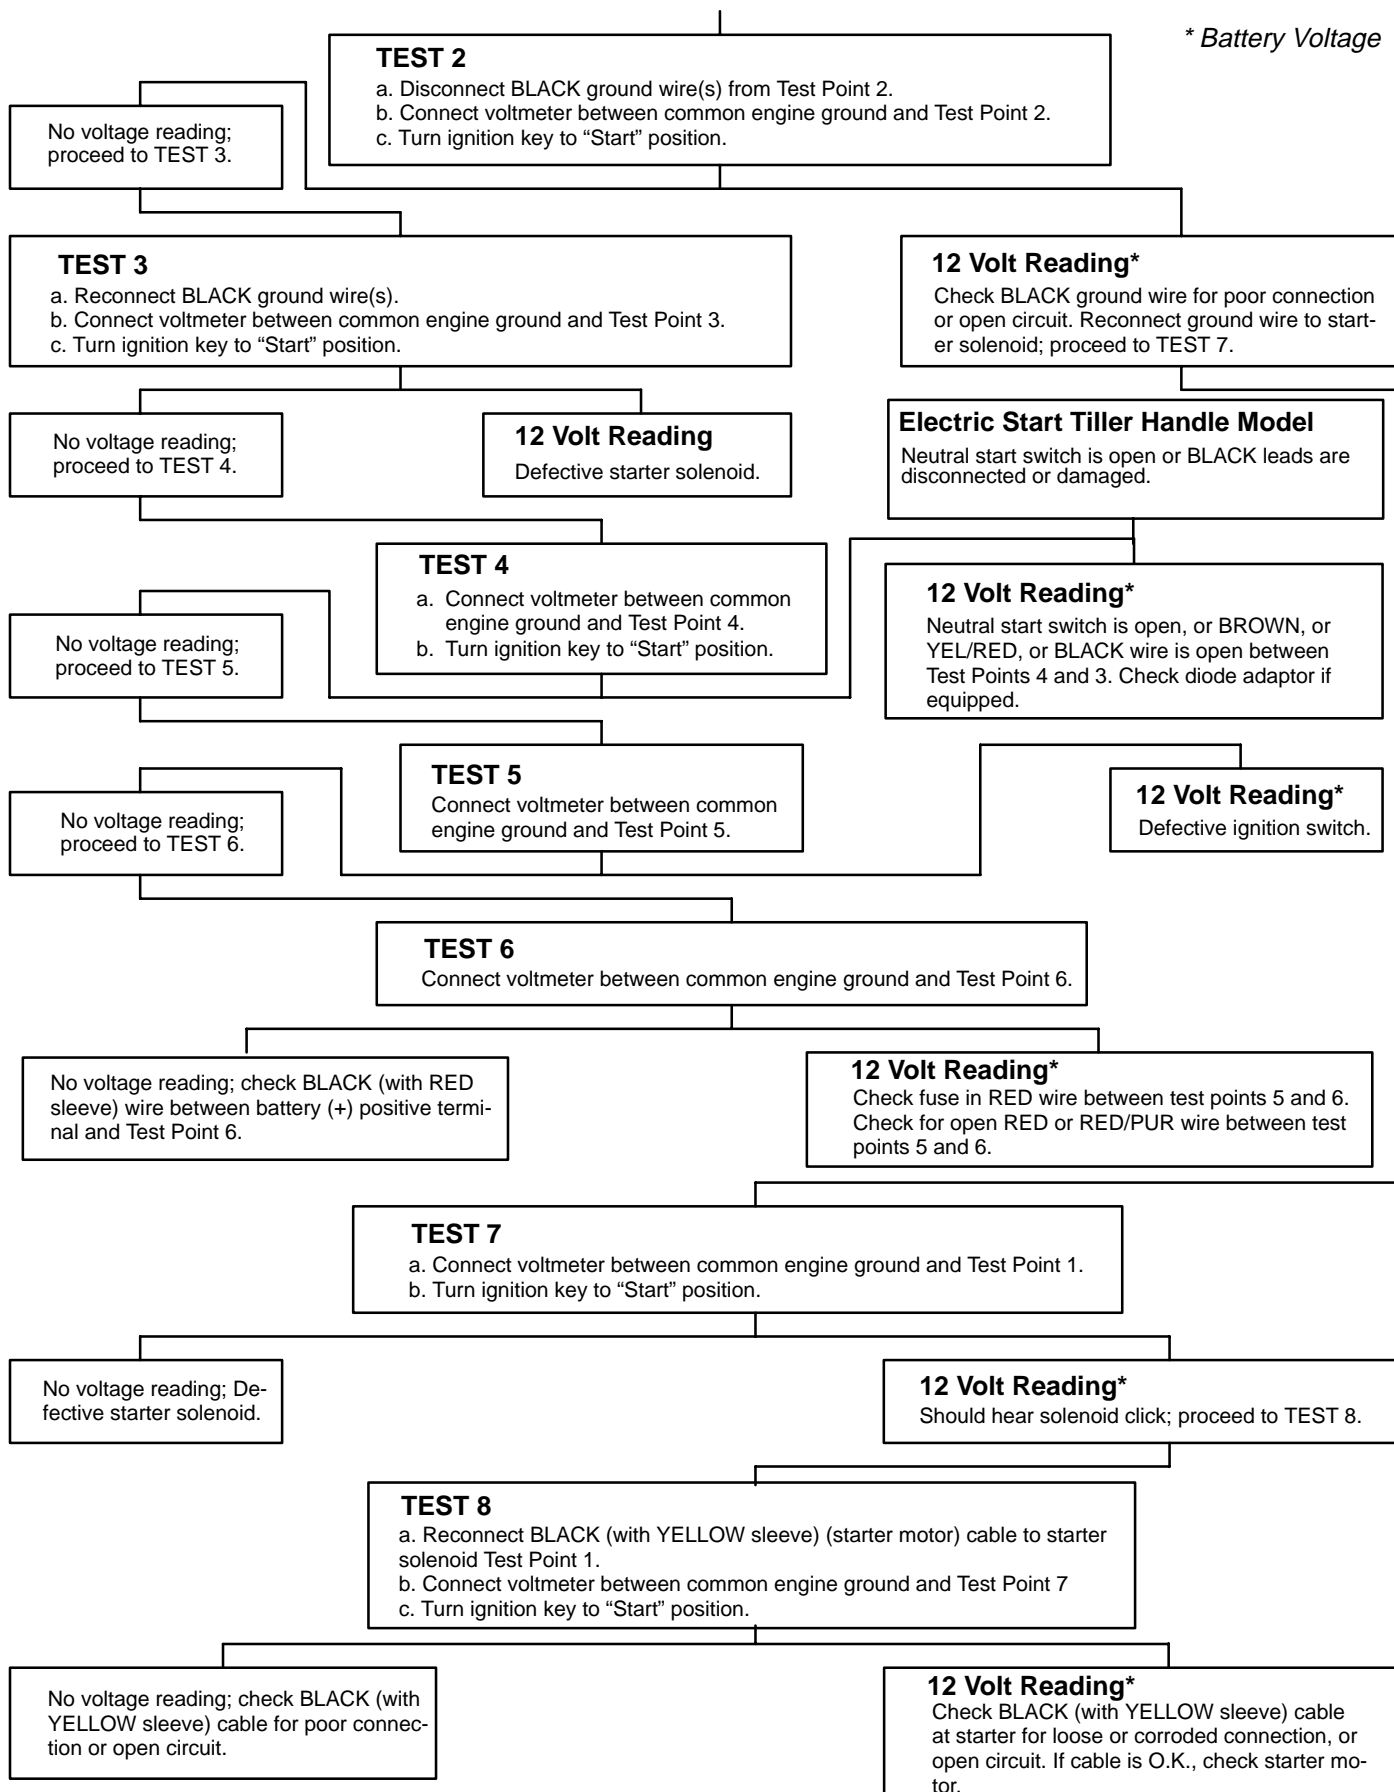 * Battery Voltage
TEST 2
a. Disconnect BLACK ground wire(s) from Test Point 2.
b. Connect voltmeter between common engine ground and Test Point 2.
c. Turn ignition key to “Start” position.
No voltage reading;
proceed to TEST 3.
TEST 3
a. Reconnect BLACK ground wire(s).
b. Connect voltmeter between common engine ground and Test Point 3.
c. Turn ignition key to “Start” position.
12 Volt Reading*
Check BLACK ground wire for poor connection
or open circuit. Reconnect ground wire to start-
er solenoid; proceed to TEST 7.
No voltage reading;
proceed to TEST 4.
12 Volt Reading
Defective starter solenoid.
Electric Start Tiller Handle Model
Neutral start switch is open or BLACK leads are
disconnected or damaged.
TEST 4
a. Connect voltmeter between common
engine ground and Test Point 4.
b. Turn ignition key to “Start” position.
12 Volt Reading*
Neutral start switch is open, or BROWN, or
YEL/RED, or BLACK wire is open between
Test Points 4 and 3. Check diode adaptor if
equipped.
No voltage reading;
proceed to TEST 5.
TEST 5
Connect voltmeter between common
engine ground and Test Point 5.
12 Volt Reading*
Defective ignition switch.
No voltage reading;
proceed to TEST 6.
TEST 6
Connect voltmeter between common engine ground and Test Point 6.
No voltage reading; check BLACK (with RED
sleeve) wire between battery (+) positive termi-
nal and Test Point 6.
12 Volt Reading*
Check fuse in RED wire between test points 5 and 6.
Check for open RED or RED/PUR wire between test
points 5 and 6.
TEST 7
a. Connect voltmeter between common engine ground and Test Point 1.
b. Turn ignition key to “Start” position.
No voltage reading; De-
fective starter solenoid.
12 Volt Reading*
Should hear solenoid click; proceed to TEST 8.
TEST 8
a. Reconnect BLACK (with YELLOW sleeve) (starter motor) cable to starter
solenoid Test Point 1.
b. Connect voltmeter between common engine ground and Test Point 7
c. Turn ignition key to “Start” position.
No voltage reading; check BLACK (with
YELLOW sleeve) cable for poor connec-
tion or open circuit.
12 Volt Reading*
Check BLACK (with YELLOW sleeve) cable
at starter for loose or corroded connection, or
open circuit. If cable is O.K., check starter mo-
tor.